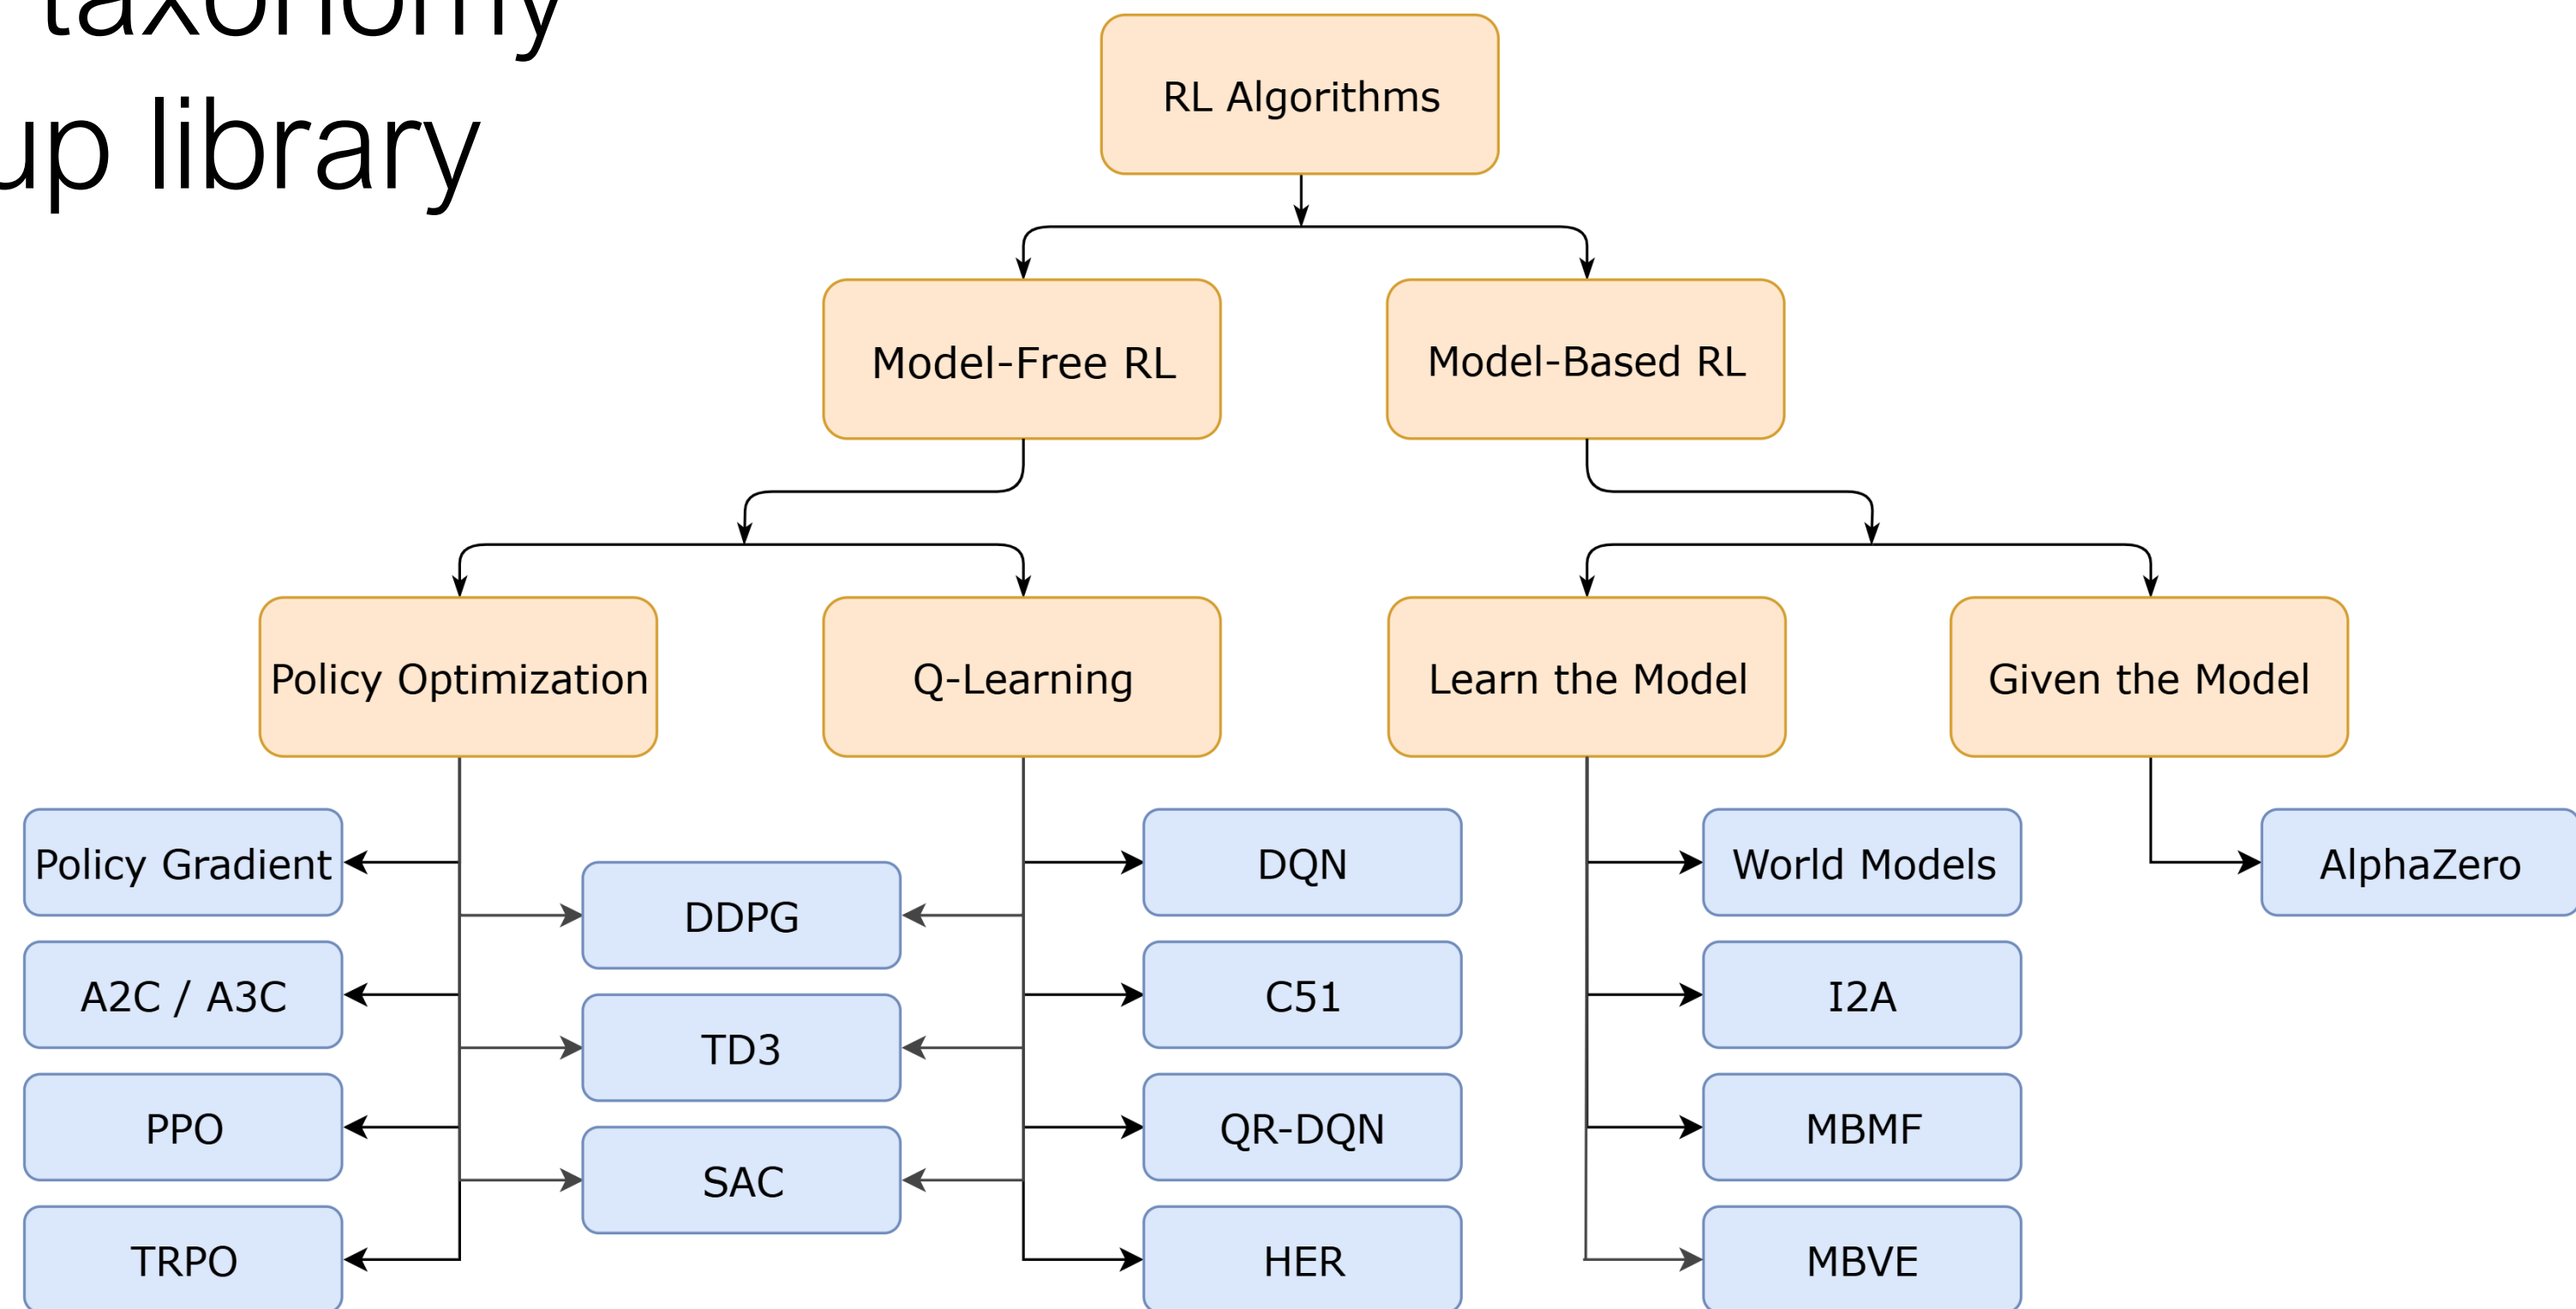 taxonomy
up library
RL Algorithms
Model-Free RL
Model-Based RL
Policy Optimization
Q-Learning
Learn the Model
Given the Model
Policy Gradient
DQN
World Models
AlphaZero
DDPG
A2C / A3C
C51
I2A
TD3
PPO
QR-DQN
MBMF
SAC
TRPO
HER
MBVE